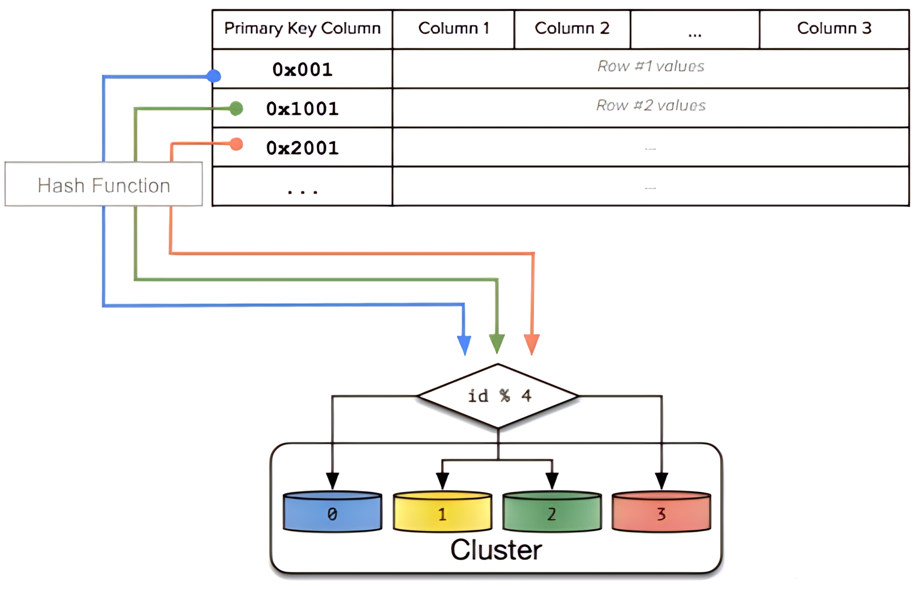 Primary Key Column Column 1 Column 2 ... Column 3
0x001 Row #1 values
0x1001 Row #2 values
0x2001 ...
... ...
Hash Function
id % 4
0 1 2 3
Cluster